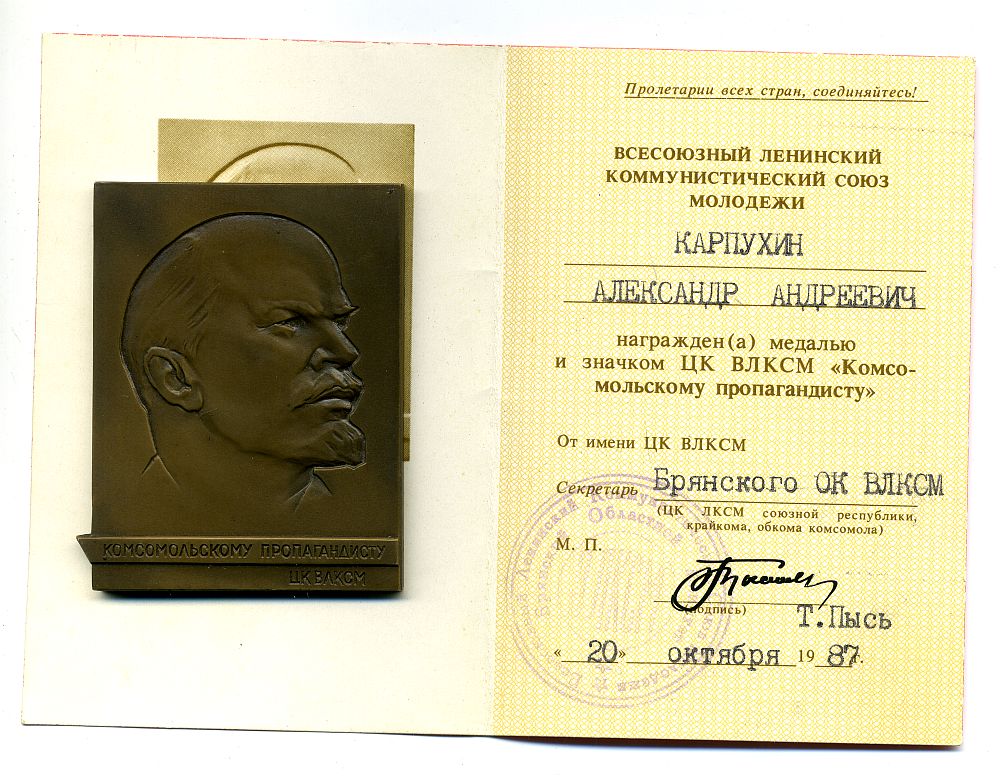 КОМСОМОЛЬСКОМУ ПРОПАГАНДИСТУ
ЦК ВЛКСМ
Пролетарии всех стран, соединяйтесь!
ВСЕСОЮЗНЫЙ ЛЕНИНСКИЙ
КОММУНИСТИЧЕСКИЙ СОЮЗ
МОЛОДЕЖИ
КАРПУХИН
АЛЕКСАНДР АНДРЕЕВИЧ
награжден(а) медалью
и значком ЦК ВЛКСМ «Комсо-
мольскому пропагандисту»
От имени ЦК ВЛКСМ
Секретарь Брянского ОК ВЛКСМ
(ЦК ЛКСМ союзной республики,
крайкома, обкома комсомола)
М. П.
(подпись)
Т.Пысь
«20» октября 1987г.
Областной